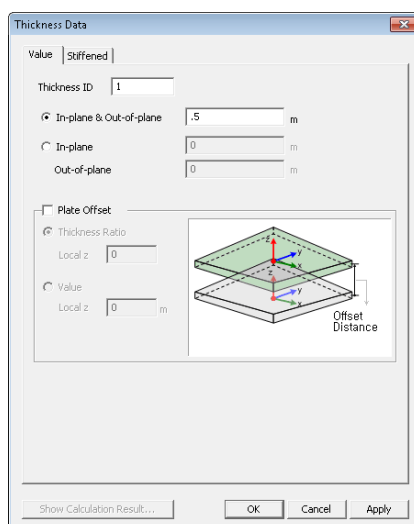 Thickness Data
Value Stiffened
Thickness ID 1
In-plane & Out-of-plane .5 m
In-plane 0 m
Out-of-plane 0 m
Plate Offset
Thickness Ratio
Local z 0
Value
Local z 0 m
z
y
x
z
y
x
Offset
Distance
Show Calculation Result... OK Cancel Apply